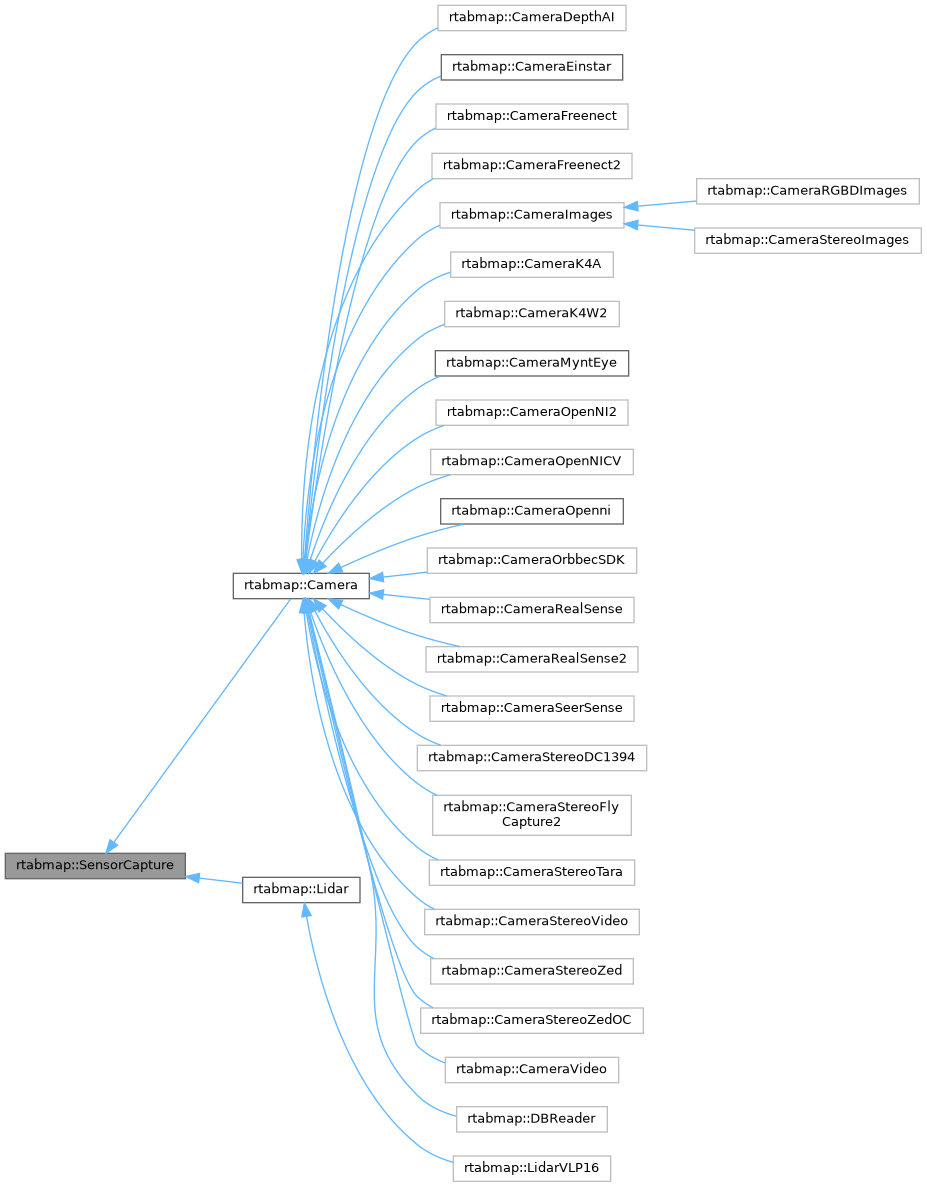 rtabmap::CameraDepthAI
rtabmap::CameraEinstar
rtabmap::CameraFreenect
rtabmap::CameraFreenect2
rtabmap::CameraRGBDImages
rtabmap::CameraImages
rtabmap::CameraStereoImages
rtabmap::CameraK4A
rtabmap::CameraK4W2
rtabmap::CameraMyntEye
rtabmap::CameraOpenNI2
rtabmap::CameraOpenNICV
rtabmap::CameraOpenni
rtabmap::CameraOrbbecSDK
rtabmap::Camera
rtabmap::CameraRealSense
rtabmap::CameraRealSense2
rtabmap::CameraSeerSense
rtabmap::CameraStereoDC1394
rtabmap::CameraStereoFly
Capture2
rtabmap::SensorCapture
rtabmap::CameraStereoTara
rtabmap::Lidar
rtabmap::CameraStereoVideo
rtabmap::CameraStereoZed
rtabmap::CameraStereoZedOC
rtabmap::CameraVideo
rtabmap::DBReader
rtabmap::LidarVLP16